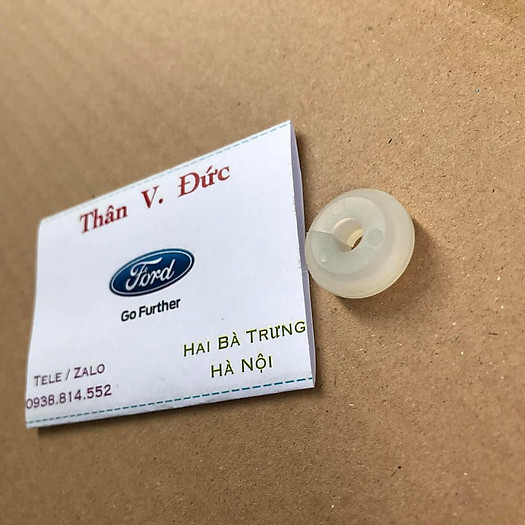 Thân V. Đức
Ford
Go Further
HAI BÀ TRƯNG
HÀ NỘI
TELE / ZALO
0938.814.552